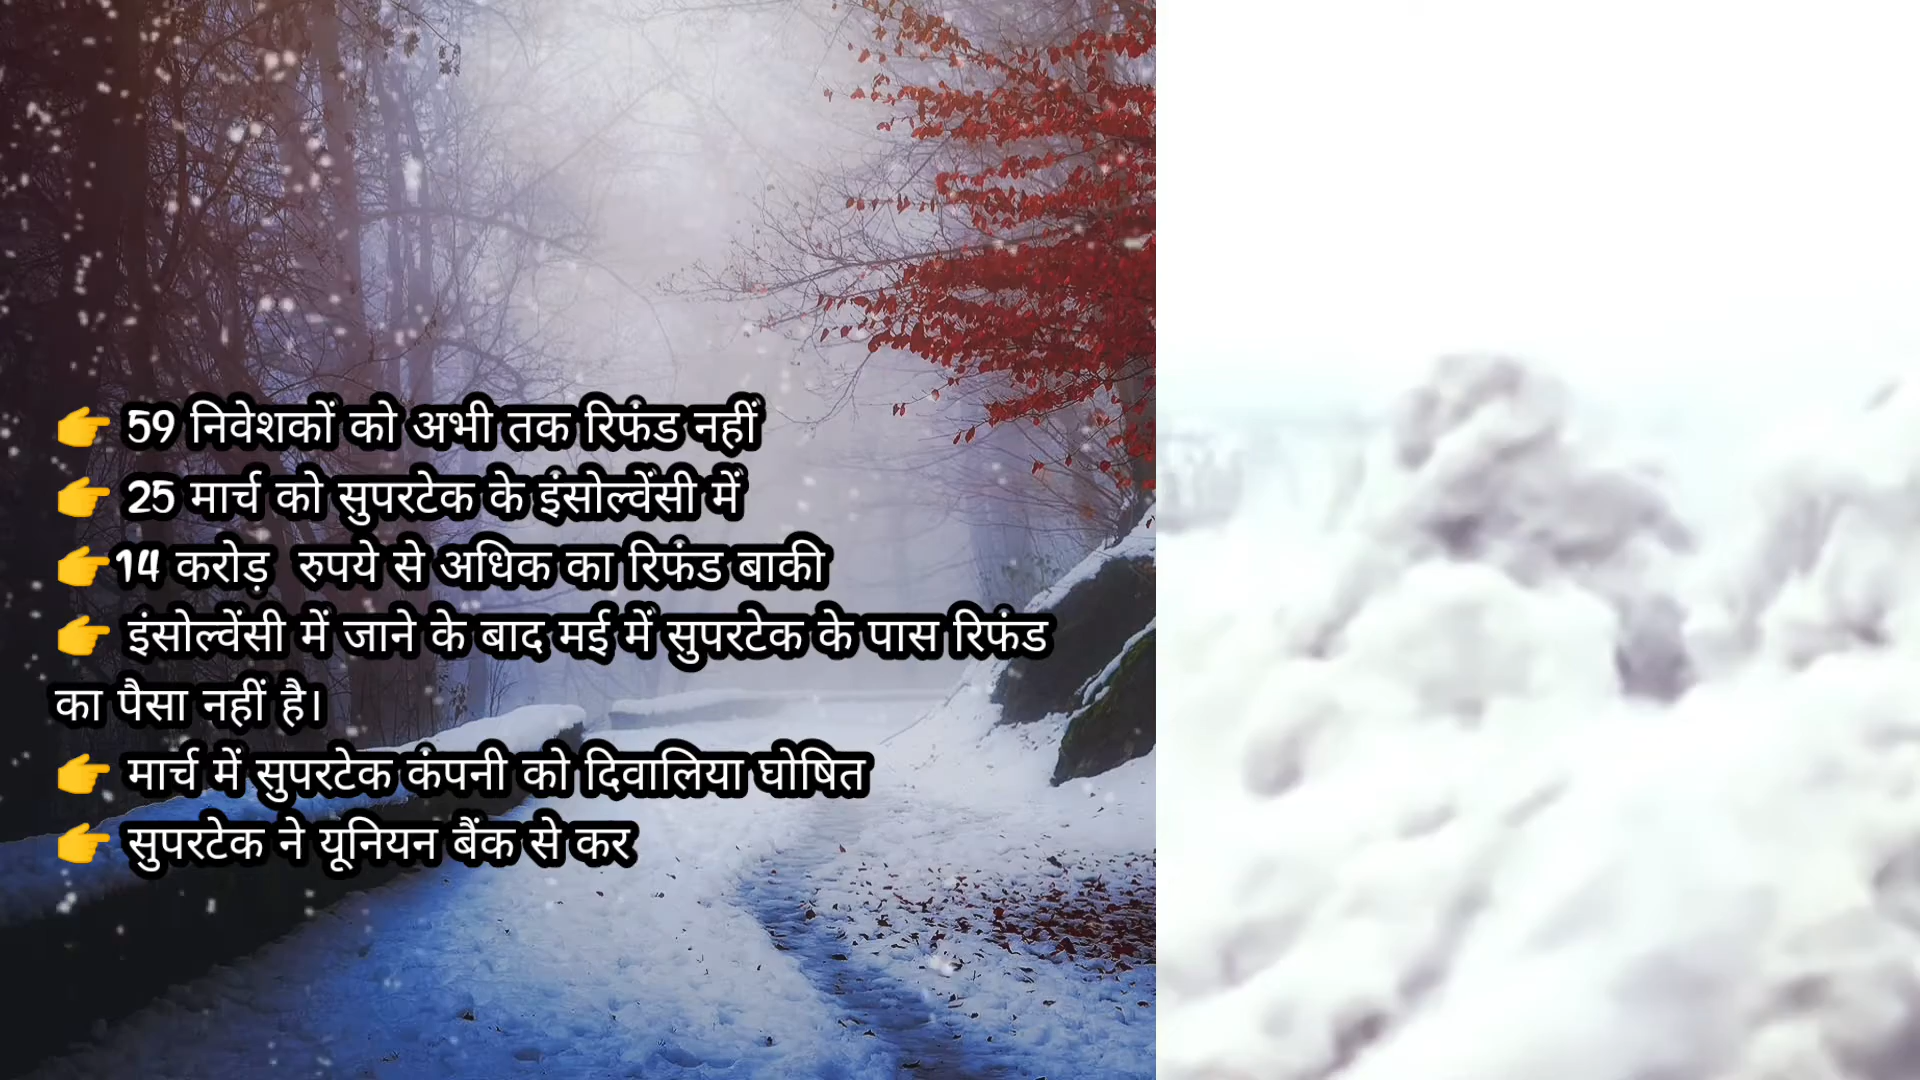 👉 59 निवेशकों को अभी तक रिफंड नहीं
👉 25 मार्च को सुपरटेक के इंसोल्वेंसी में
👉14 करोड़ रुपये से अधिक का रिफंड बाकी
👉 इंसोल्वेंसी में जाने के बाद मई में सुपरटेक के पास रिफंड
का पैसा नहीं है।
👉 मार्च में सुपरटेक कंपनी को दिवालिया घोषित
👉 सुपरटेक ने यूनियन बैंक से कर